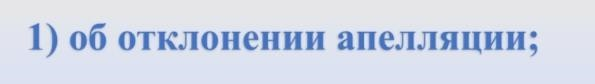 1) об отклонении апелляции;